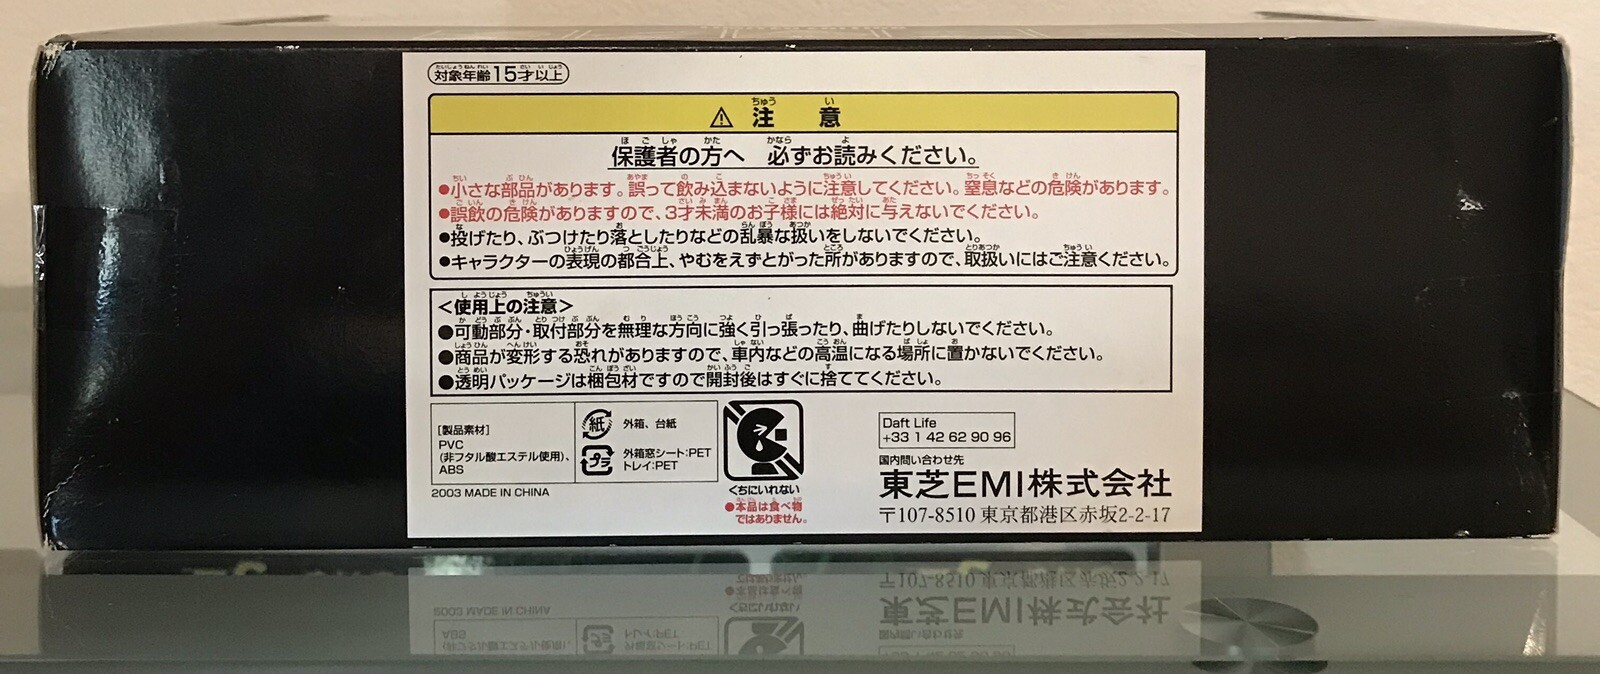 対象年齢15才以上
⚠ 注意
保護者の方へ 必ずお読みください。
●小さな部品があります。誤って飲み込まないように注意してください。窒息などの危険があります。
●誤飲の危険がありますので、3才未満のお子様には絶対に与えないでください。
●投げたり、ぶつけたり落としたりなどの乱暴な扱いをしないでください。
●キャラクターの表現の都合上、やむをえずとがった所がありますので、取扱いにはご注意ください。
<使用上の注意>
●可動部分・取付部分を無理な方向に強く引っ張ったり、曲げたりしないでください。
●商品が変形する恐れがありますので、車内などの高温になる場所に置かないでください。
●透明パッケージは梱包材ですので開封後はすぐに捨ててください。
[製品素材]
PVC
(非フタル酸エステル使用)、
ABS
2003 MADE IN CHINA
紙 外箱、台紙
プラ 外箱窓シート:PET
トレイ:PET
くちにいれない
●本品は食べ物
ではありません。
Daft Life
+33 1 42 62 90 96
国内問い合わせ先
東芝EMI株式会社
〒107-8510 東京都港区赤坂2-2-17